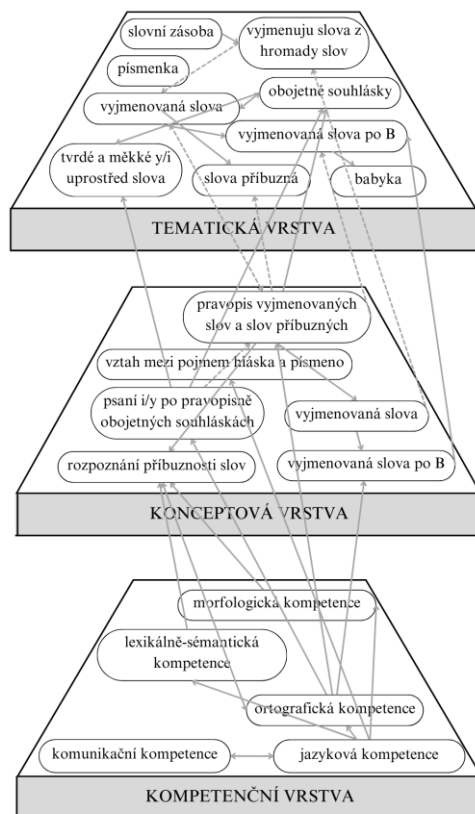 slovní zásoba
vyjmenuju slova z
hromady slov
písmenka
obojetné souhlásky
vyjmenovaná slova
vyjmenovaná slova po B
tvrdé a měkké y/i
uprostřed slova
slova příbuzná
babyka
TEMATICKÁ VRSTVA
pravopis vyjmenovaných
slov a slov příbuzných
vztah mezi pojmem hláska a písmeno
psaní i/y po pravopisně
obojetných souhláskách
vyjmenovaná slova
rozpoznání příbuznosti slov
vyjmenovaná slova po B
KONCEPTOVÁ VRSTVA
morfologická kompetence
lexikálně-sémantická
kompetence
ortografická kompetence
komunikační kompetence
jazyková kompetence
KOMPETENČNÍ VRSTVA